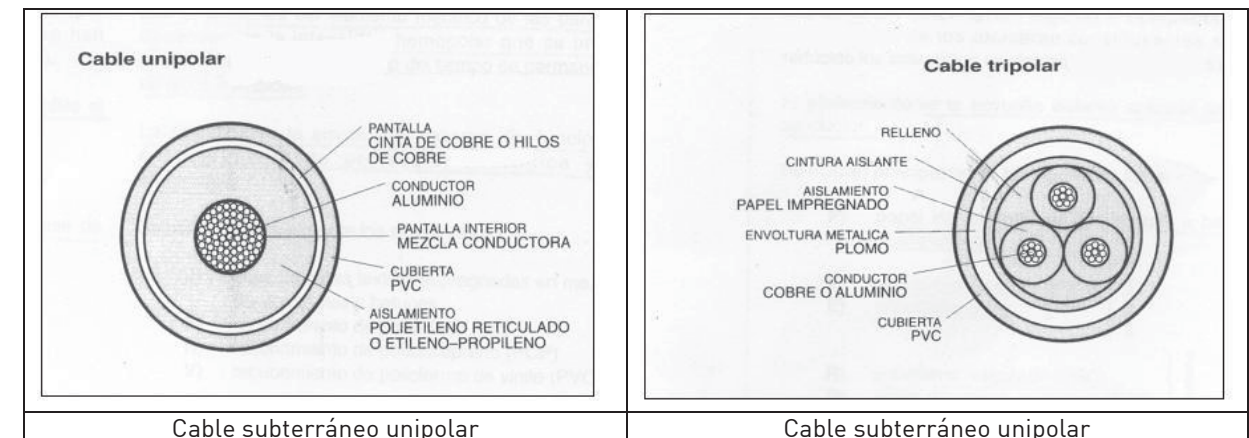 Cable unipolar
PANTALLA
CINTA DE COBRE O HILOS
DE COBRE
CONDUCTOR
ALUMINIO
PANTALLA INTERIOR
MEZCLA CONDUCTORA
CUBIERTA
PVC
AISLAMIENTO
POLIETILENO RETICULADO
O ETILENO–PROPILENO
Cable subterráneo unipolar
Cable tripolar
RELLENO
CINTURA AISLANTE
AISLAMIENTO
PAPEL IMPREGNADO
ENVOLTURA METALICA
PLOMO
CONDUCTOR
COBRE O ALUMINIO
CUBIERTA
PVC
Cable subterráneo unipolar